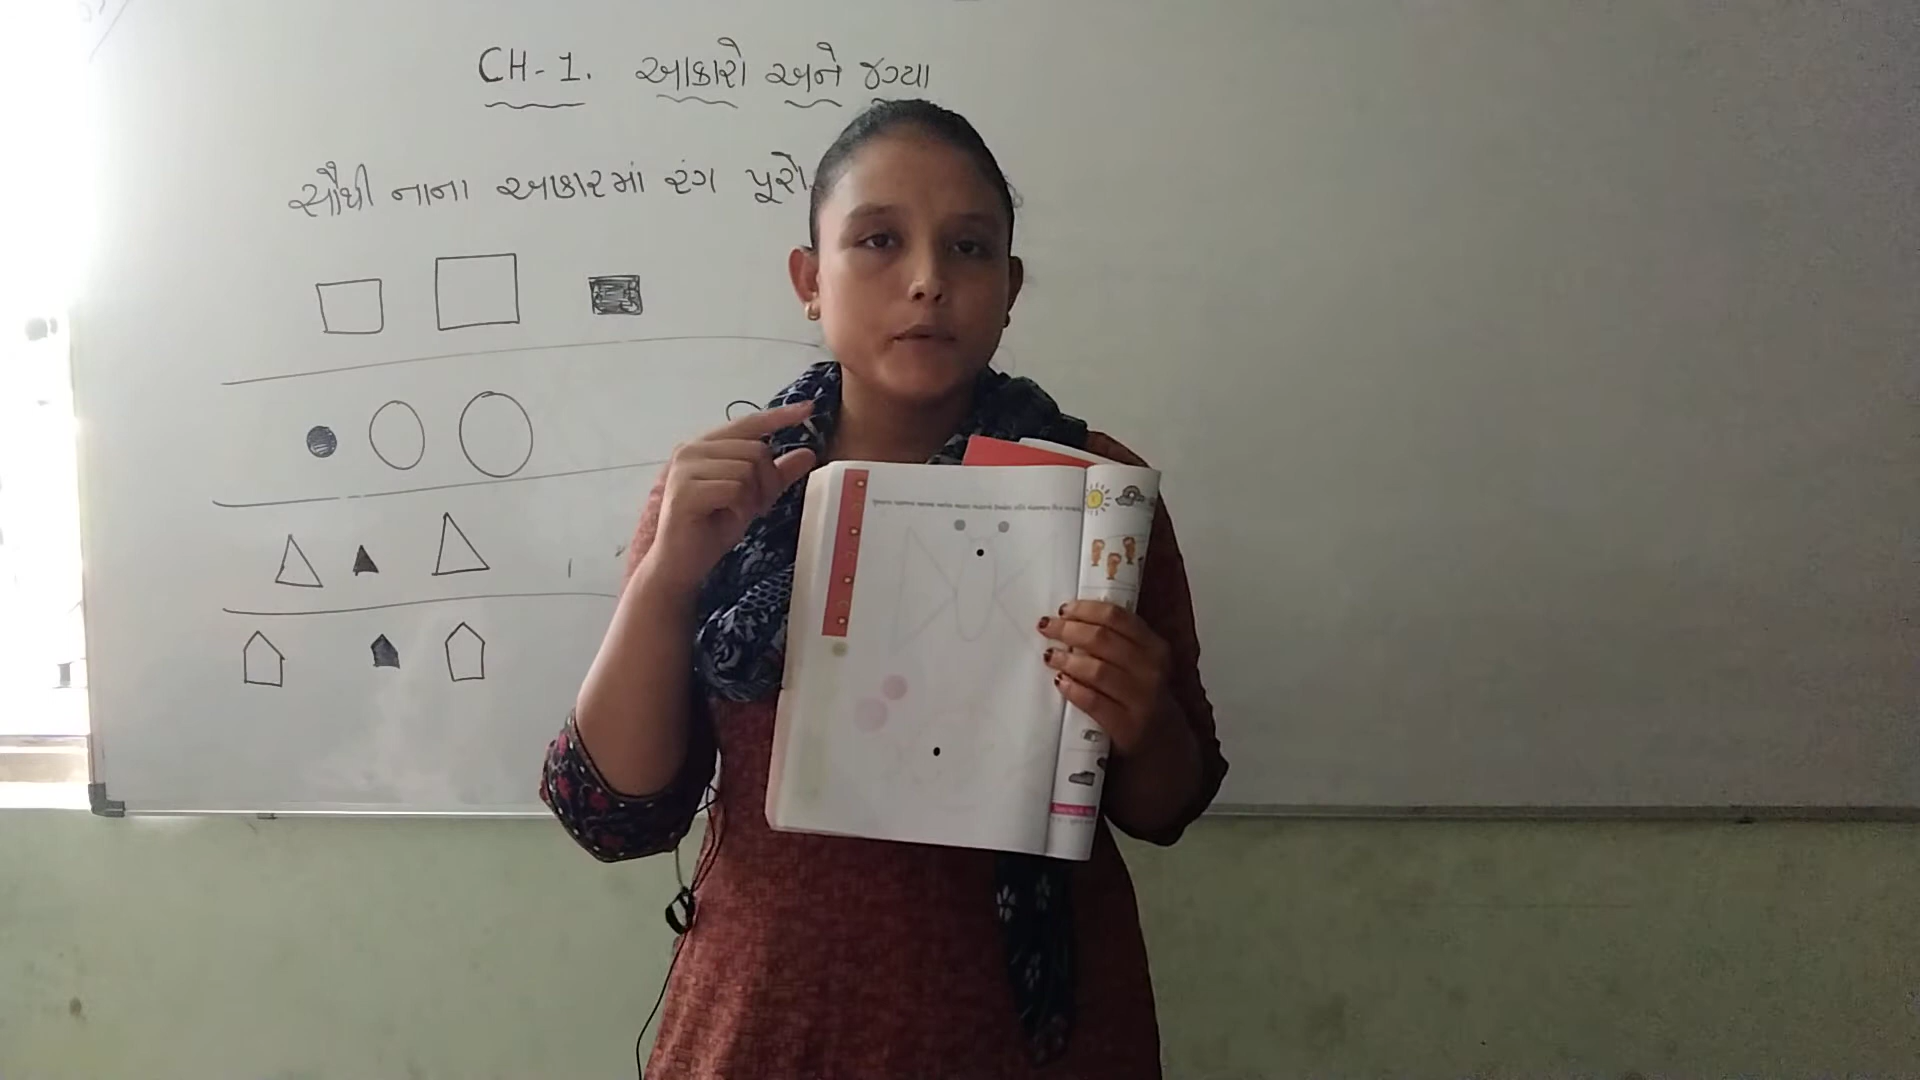 CH-1. આકારો અને જગ્યા
સૌથી નાના આકારમાં રંગ પૂરો.